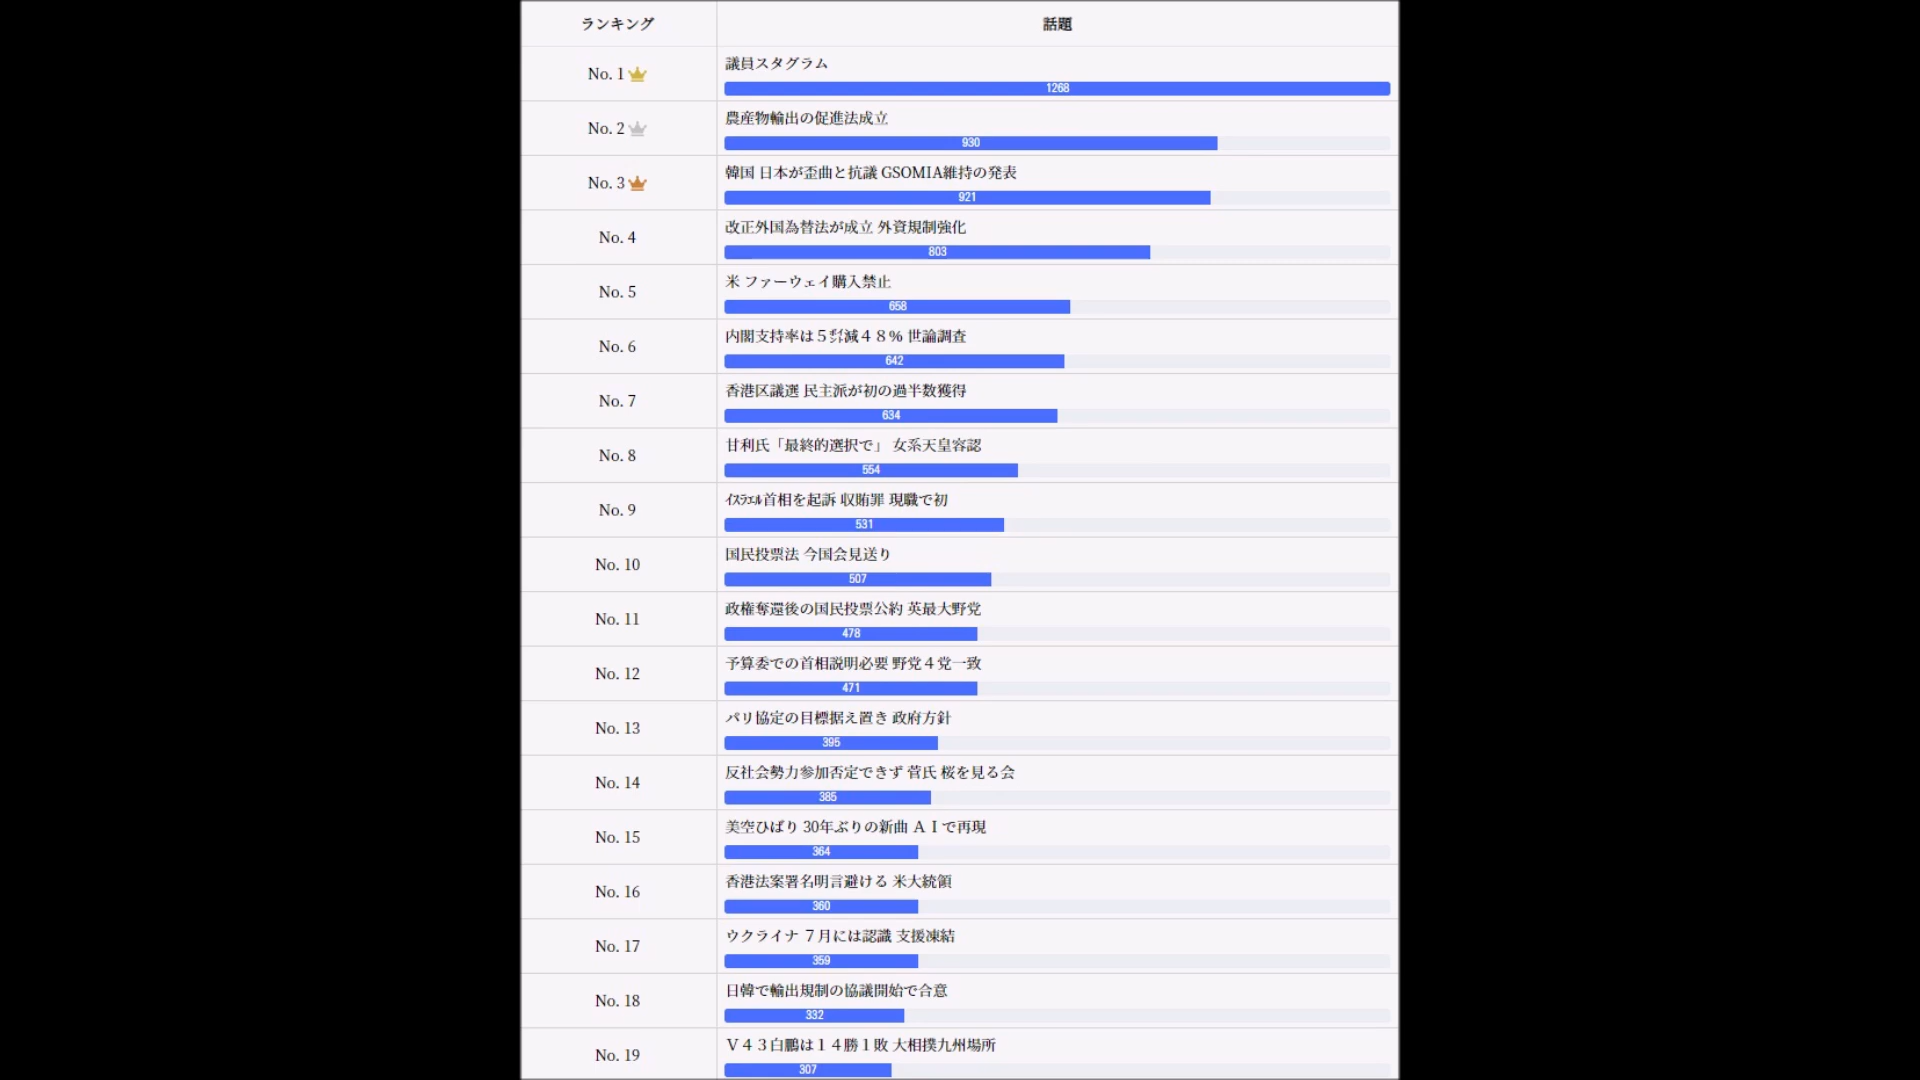 ランキング 話題
No. 1 議員スタグラム
1268
No. 2 農産物輸出の促進法成立
930
No. 3 韓国 日本が歪曲と抗議 GSOMIA維持の発表
921
No. 4 改正外国為替法が成立 外資規制強化
803
No. 5 米 ファーウェイ購入禁止
658
No. 6 内閣支持率は５㌽減４８% 世論調査
642
No. 7 香港区議選 民主派が初の過半数獲得
634
No. 8 甘利氏「最終的選択で」 女系天皇容認
554
No. 9 ｲｽﾗｴﾙ首相を起訴 収賄罪 現職で初
531
No. 10 国民投票法 今国会見送り
507
No. 11 政権奪還後の国民投票公約 英最大野党
478
No. 12 予算委での首相説明必要 野党４党一致
471
No. 13 パリ協定の目標据え置き 政府方針
395
No. 14 反社会勢力参加否定できず 菅氏 桜を見る会
385
No. 15 美空ひばり 30年ぶりの新曲 ＡＩで再現
364
No. 16 香港法案署名明言避ける 米大統領
360
No. 17 ウクライナ ７月には認識 支援凍結
359
No. 18 日韓で輸出規制の協議開始で合意
332
No. 19 Ｖ４３白鵬は１４勝１敗 大相撲九州場所
307